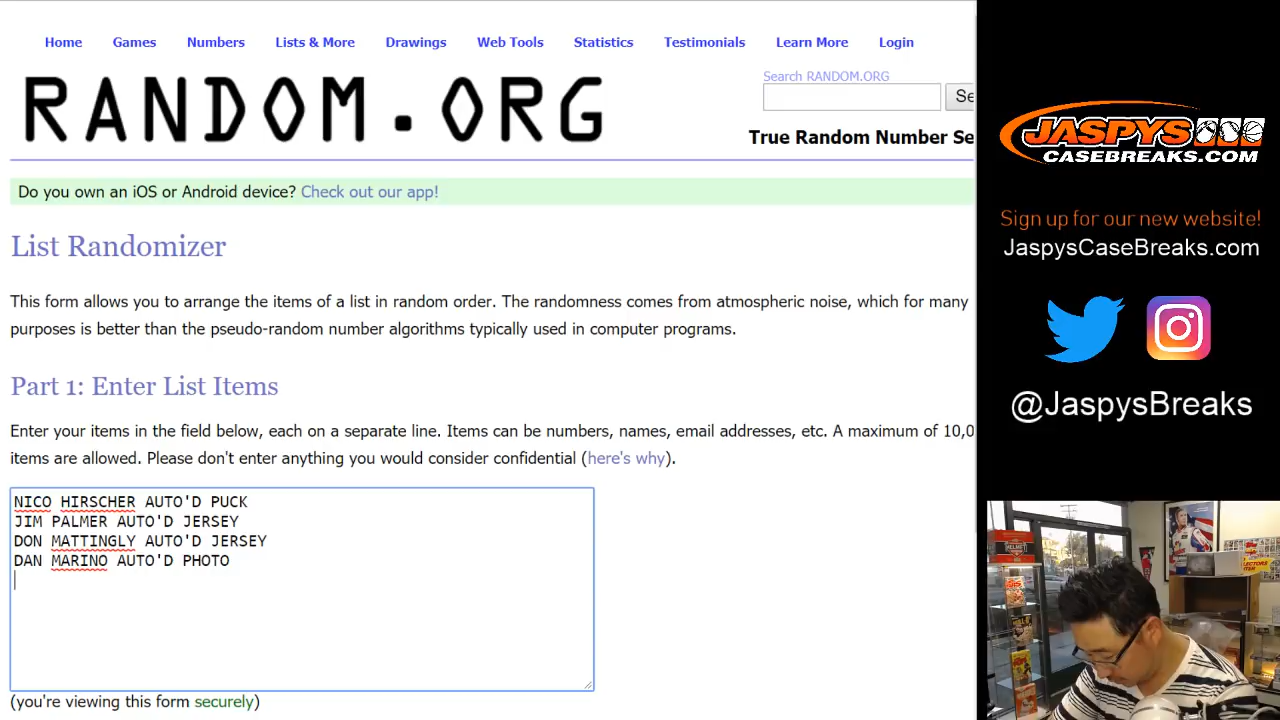 Home Games Numbers Lists & More Drawings Web Tools Statistics Testimonials Learn More Login
RANDOM.ORG
Search RANDOM.ORG
Se
True Random Number Se
Do you own an iOS or Android device? Check out our app!
List Randomizer
This form allows you to arrange the items of a list in random order. The randomness comes from atmospheric noise, which for many
purposes is better than the pseudo-random number algorithms typically used in computer programs.
Part 1: Enter List Items
Enter your items in the field below, each on a separate line. Items can be numbers, names, email addresses, etc. A maximum of 10,0
items are allowed. Please don't enter anything you would consider confidential (here's why).
NICO HIRSCHER AUTO'D PUCK
JIM PALMER AUTO'D JERSEY
DON MATTINGLY AUTO'D JERSEY
DAN MARINO AUTO'D PHOTO
(you're viewing this form securely)
JASPYS
CASEBREAKS.COM
Sign up for our new website!
JaspysCaseBreaks.com
@JaspysBreaks
HELMET